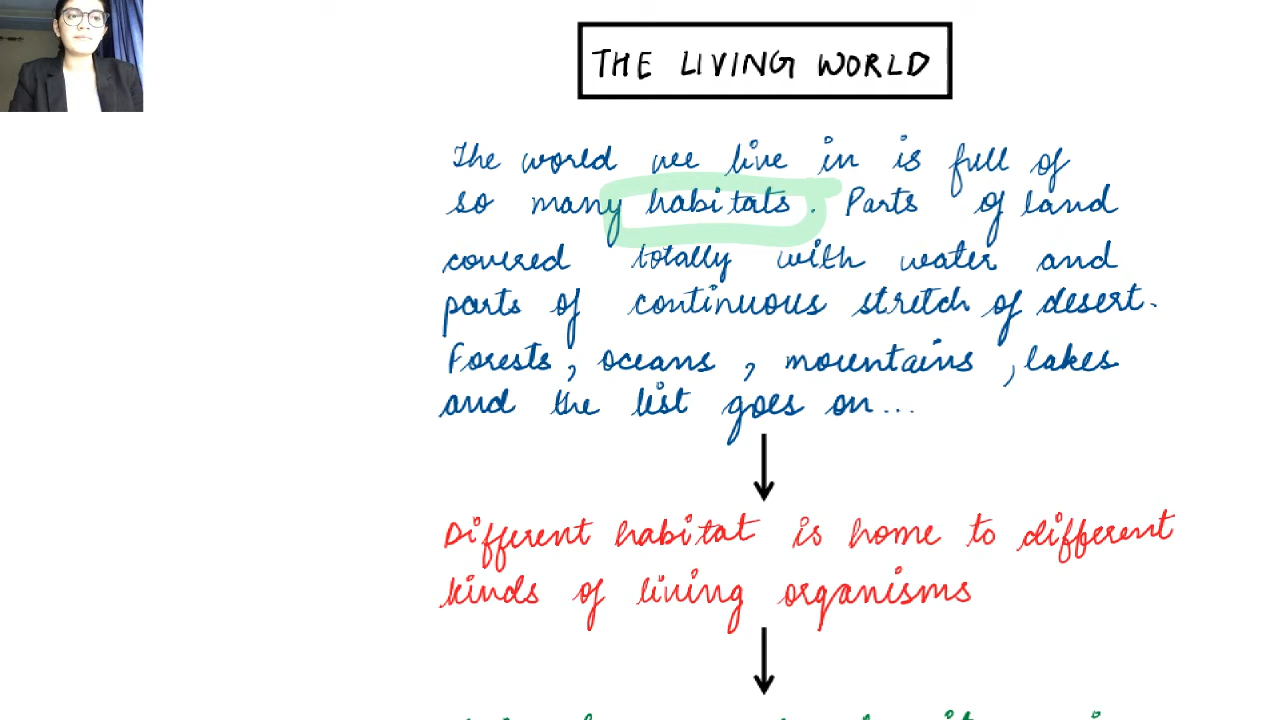 THE LIVING WORLD
The world we live in is full of
so many habitats. Parts of land
covered totally with water and
parts of continuous stretch of desert.
Forests, oceans, mountains, lakes
and the list goes on...
Different habitat is home to different
kinds of living organisms